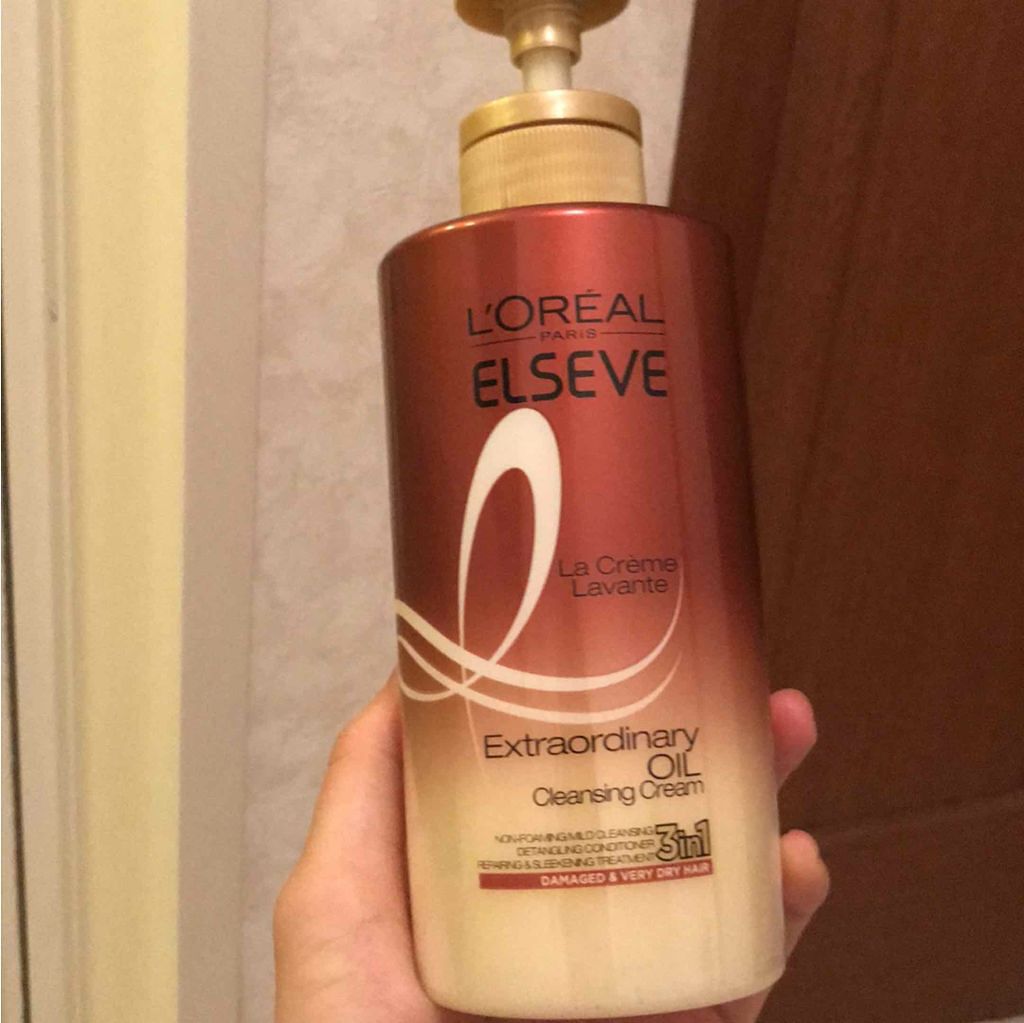 L'ORÉAL
PARIS
ELSEVE
La Crème
Lavante
Extraordinary
OIL
Cleansing Cream
NON-FOAMING MILD CLEANSING
DETANGLING CONDITIONER
REPAIRING & SLEEKENING TREATMENT
3in1
DAMAGED & VERY DRY HAIR